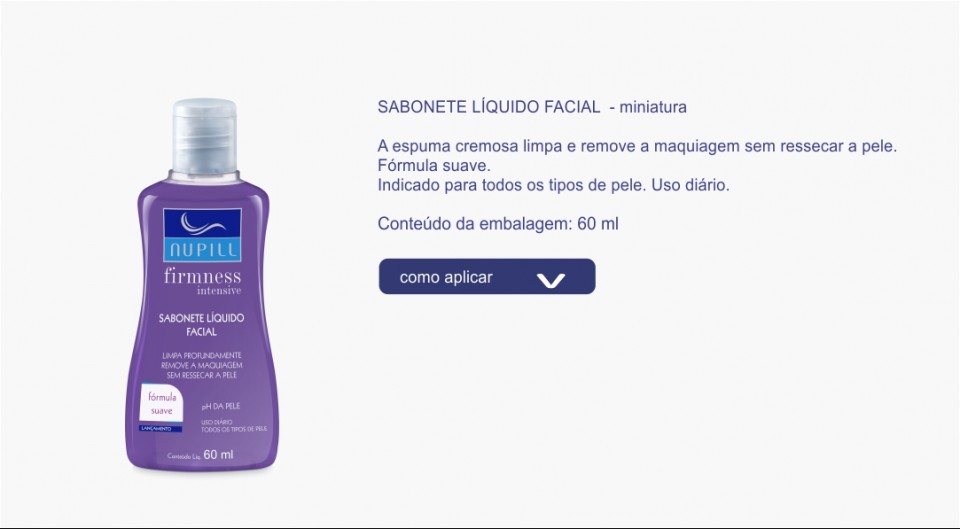 SABONETE LÍQUIDO FACIAL - miniatura
A espuma cremosa limpa e remove a maquiagem sem ressecar a pele.
Fórmula suave.
Indicado para todos os tipos de pele. Uso diário.
Conteúdo da embalagem: 60 ml
como aplicar
NUPILL
firmness
intensive
SABONETE LÍQUIDO
FACIAL
LIMPA PROFUNDAMENTE
REMOVE A MAQUIAGEM
SEM RESSECAR A PELE
fórmula
suave
LANÇAMENTO
pH DA PELE
USO DIÁRIO
TODOS OS TIPOS DE PELE
Conteúdo Líq. 60 ml